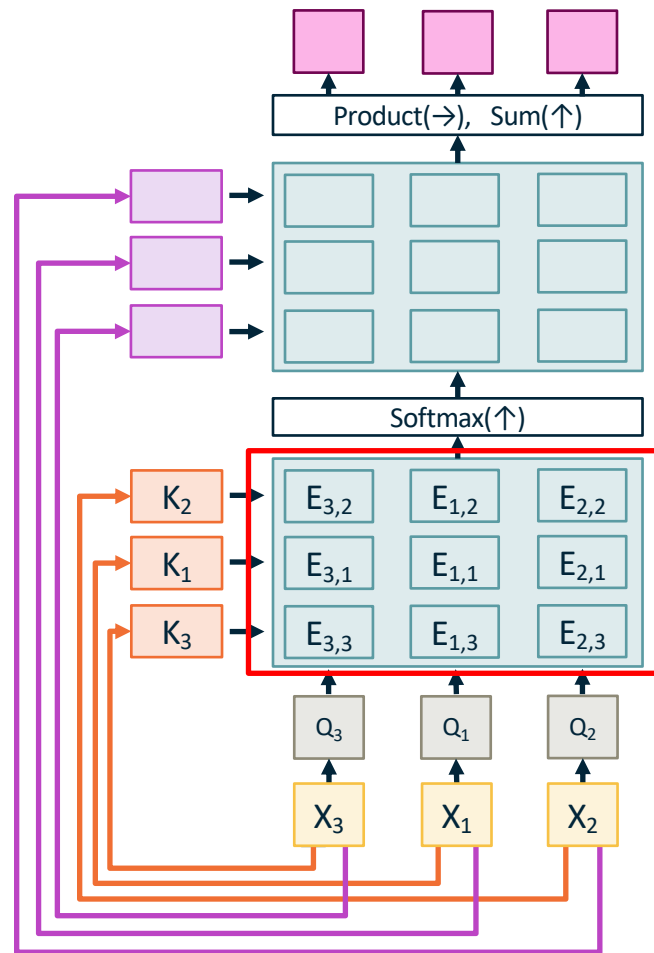 Product(→), Sum(↑)
Softmax(↑)
K₂ E₃,₂ E₁,₂ E₂,₂
K₁ E₃,₁ E₁,₁ E₂,₁
K₃ E₃,₃ E₁,₃ E₂,₃
Q₃ Q₁ Q₂
X₃ X₁ X₂